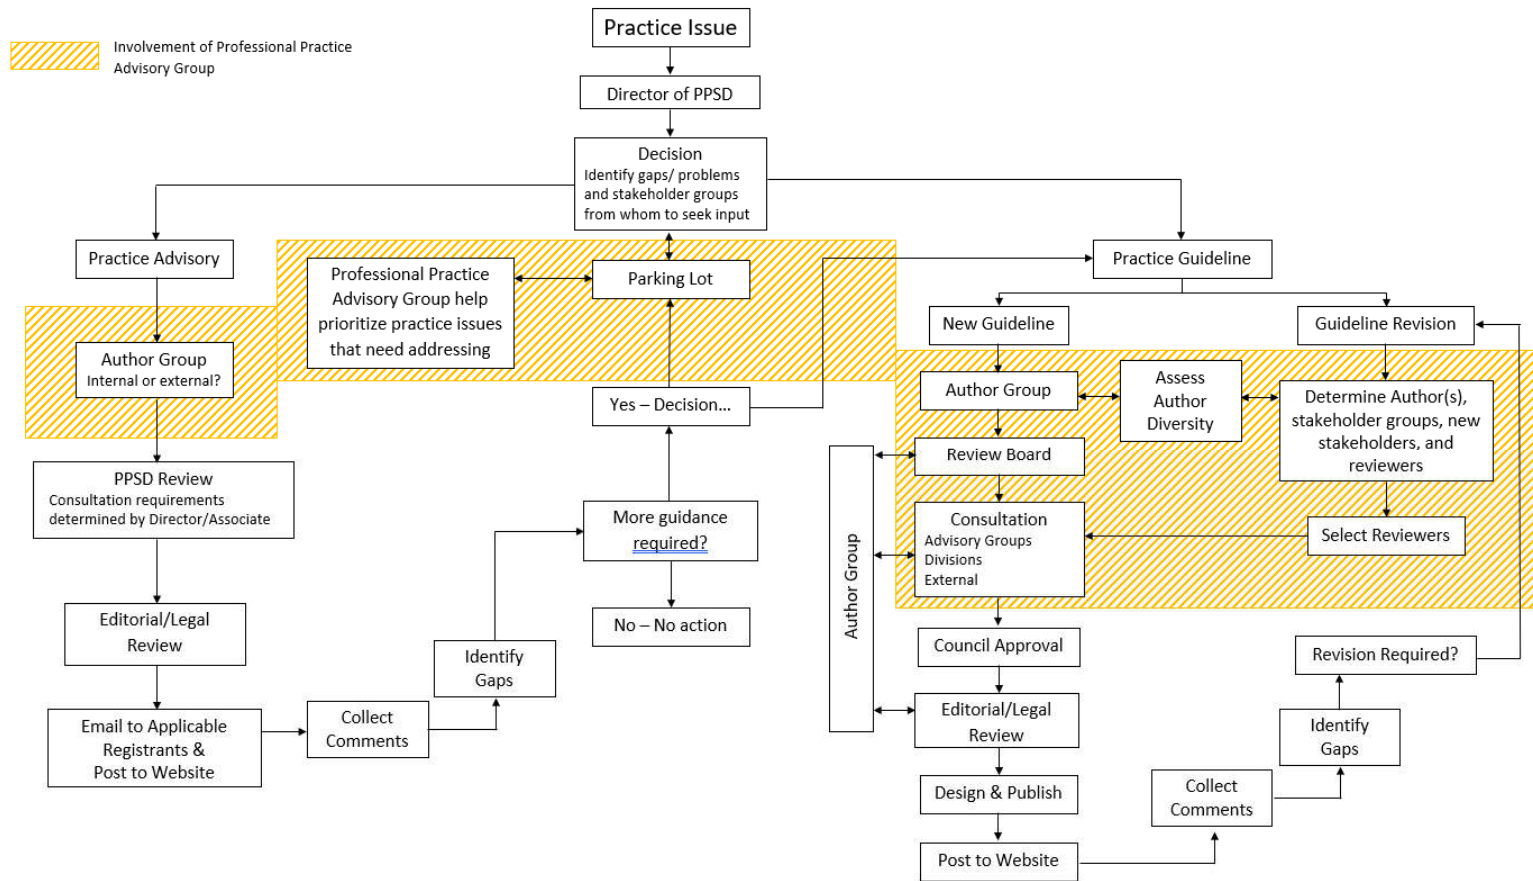 Practice Issue
Involvement of Professional Practice
Advisory Group
Director of PPSD
Decision
Identify gaps/ problems
and stakeholder groups
from whom to seek input
Practice Advisory
Professional Practice
Advisory Group help
prioritize practice issues
that need addressing
Parking Lot
Practice Guideline
New Guideline
Guideline Revision
Author Group
Internal or external?
Yes – Decision...
Author Group
Assess
Author
Diversity
Determine Author(s),
stakeholder groups, new
stakeholders, and
reviewers
PPSD Review
Consultation requirements
determined by Director/Associate
Review Board
More guidance
required?
Consultation
Advisory Groups
Divisions
External
Select Reviewers
Author Group
Editorial/Legal
Review
No – No action
Identify
Gaps
Council Approval
Revision Required?
Email to Applicable
Registrants &
Post to Website
Collect
Comments
Editorial/Legal
Review
Identify
Gaps
Design & Publish
Collect
Comments
Post to Website